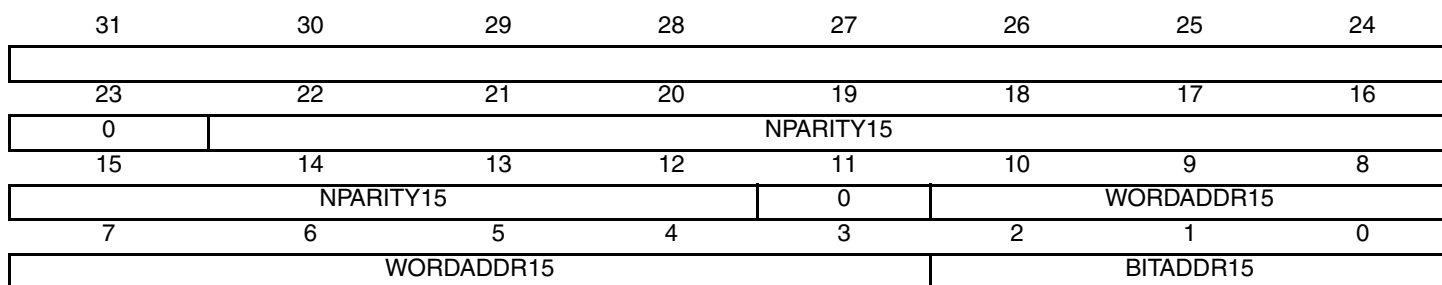 31 30 29 28 27 26 25 24
23 22 21 20 19 18 17 16
0 NPARITY15
15 14 13 12 11 10 9 8
NPARITY15 0 WORDADDR15
7 6 5 4 3 2 1 0
WORDADDR15 BITADDR15